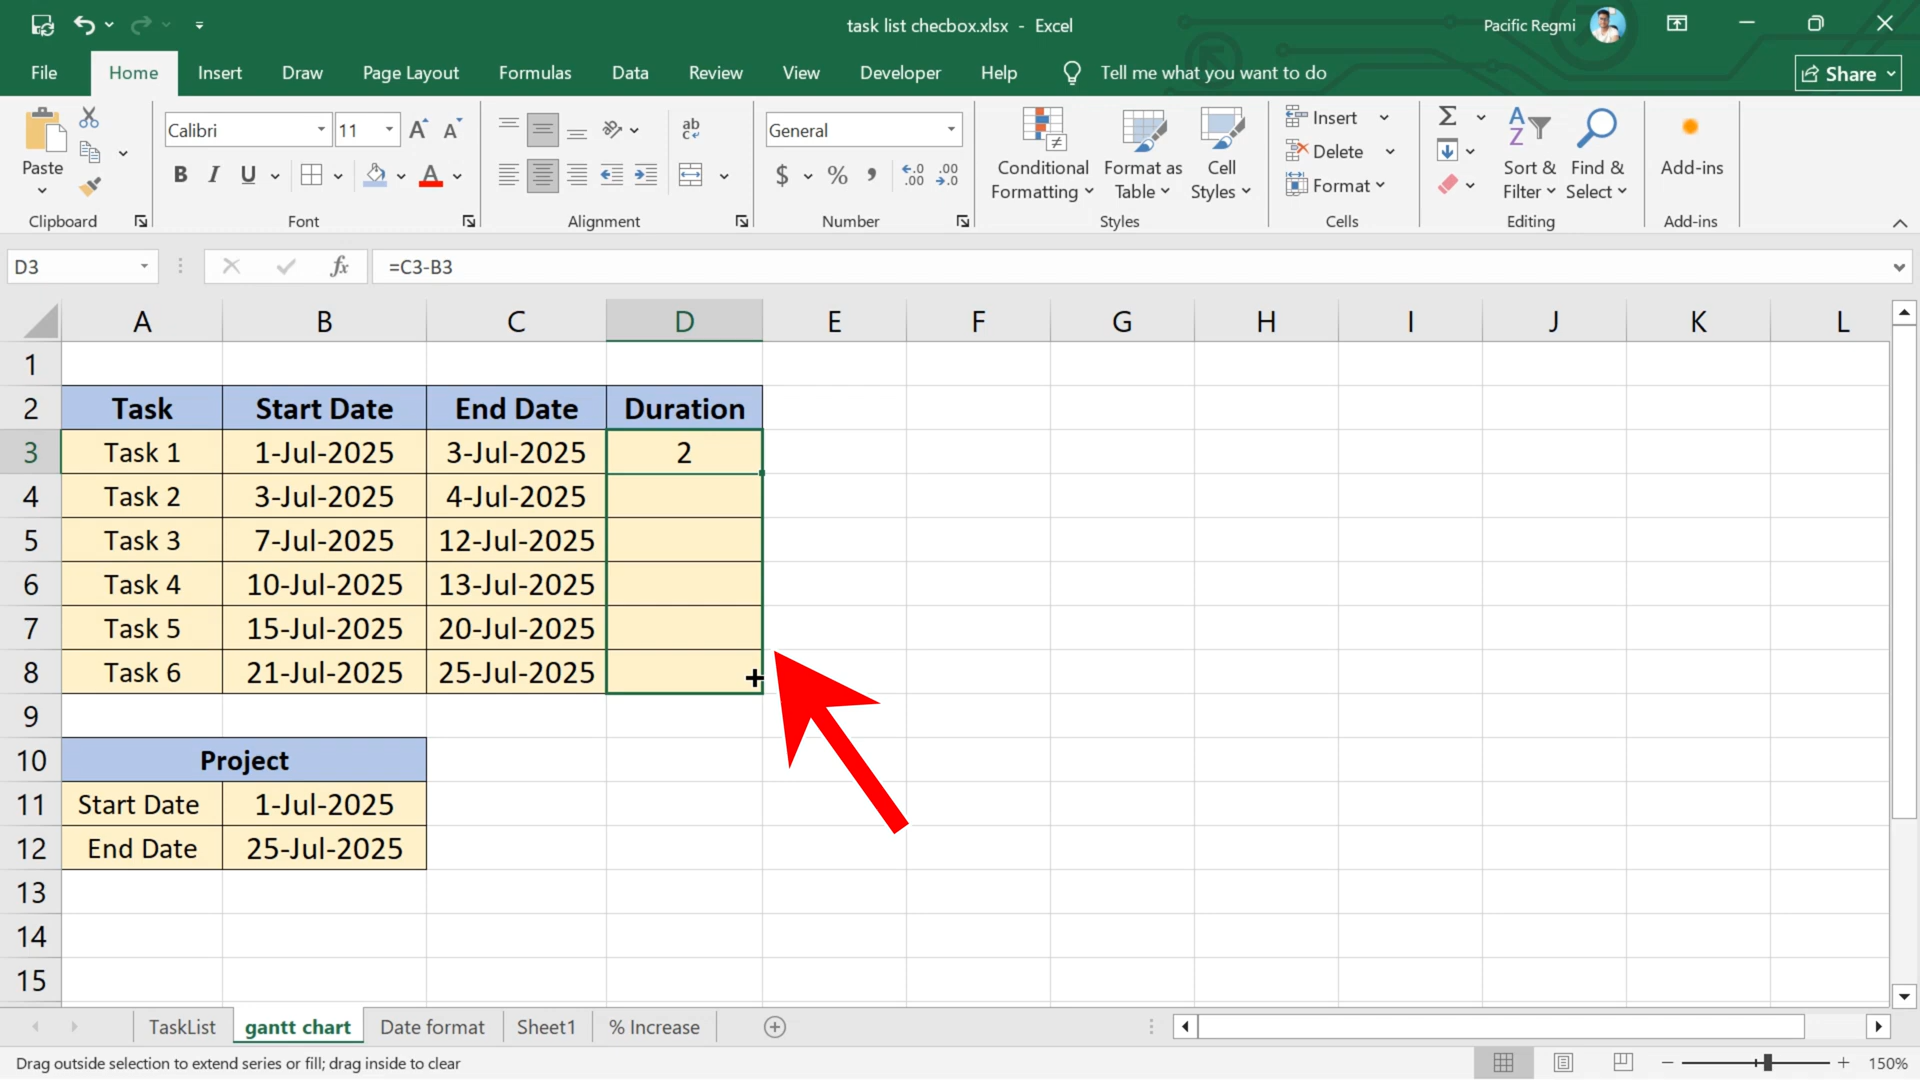 task list checbox.xlsx - Excel
Pacific Regmi
File Home Insert Draw Page Layout Formulas Data Review View Developer Help Tell me what you want to do Share
Paste
Clipboard
Calibri 11
B I U
Font
ab
c
Alignment
General
$ % , .00 .0
Number
Conditional Formatting
Format as Table
Cell Styles
Styles
Insert
Delete
Format
Cells
Sort & Filter
Find & Select
Editing
Add-ins
Add-ins
D3 fx =C3-B3
A B C D E F G H I J K L
1
2 Task Start Date End Date Duration
3 Task 1 1-Jul-2025 3-Jul-2025 2
4 Task 2 3-Jul-2025 4-Jul-2025
5 Task 3 7-Jul-2025 12-Jul-2025
6 Task 4 10-Jul-2025 13-Jul-2025
7 Task 5 15-Jul-2025 20-Jul-2025
8 Task 6 21-Jul-2025 25-Jul-2025
9
10 Project
11 Start Date 1-Jul-2025
12 End Date 25-Jul-2025
13
14
15
TaskList gantt chart Date format Sheet1 % Increase
Drag outside selection to extend series or fill; drag inside to clear
150%